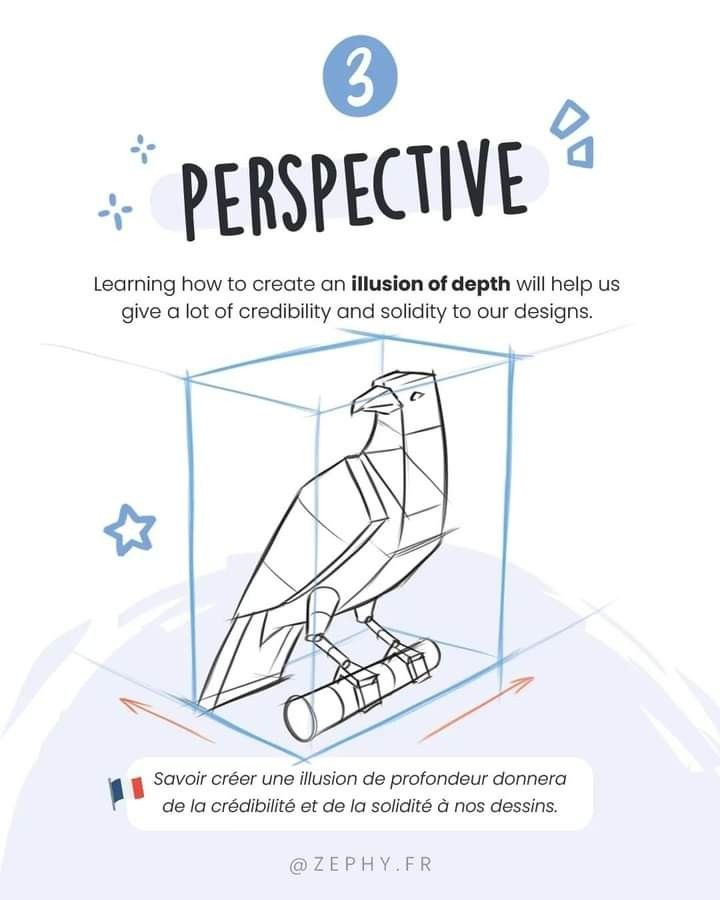 3
PERSPECTIVE
Learning how to create an illusion of depth will help us
give a lot of credibility and solidity to our designs.
Savoir créer une illusion de profondeur donnera
de la crédibilité et de la solidité à nos dessins.
@ZEPHY.FR